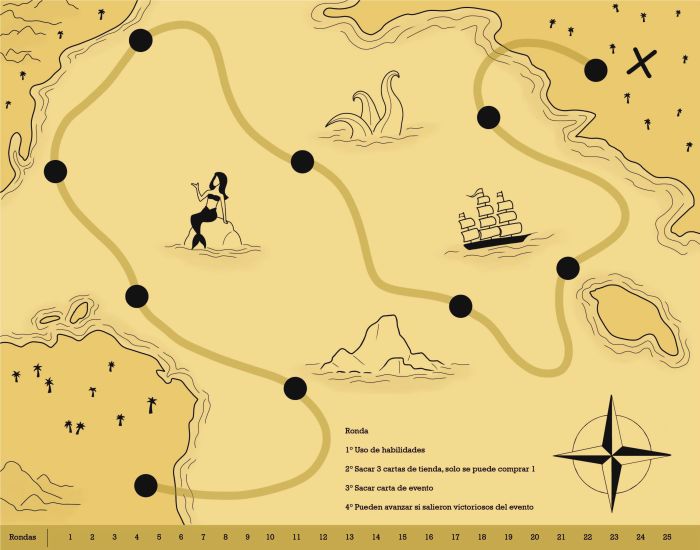 Ronda
1º Uso de habilidades
2º Sacar 3 cartas de tienda, solo se puede comprar 1
3º Sacar carta de evento
4º Pueden avanzar si salieron victoriosos del evento
Rondas 1 2 3 4 5 6 7 8 9 10 11 12 13 14 15 16 17 18 19 20 21 22 23 24 25